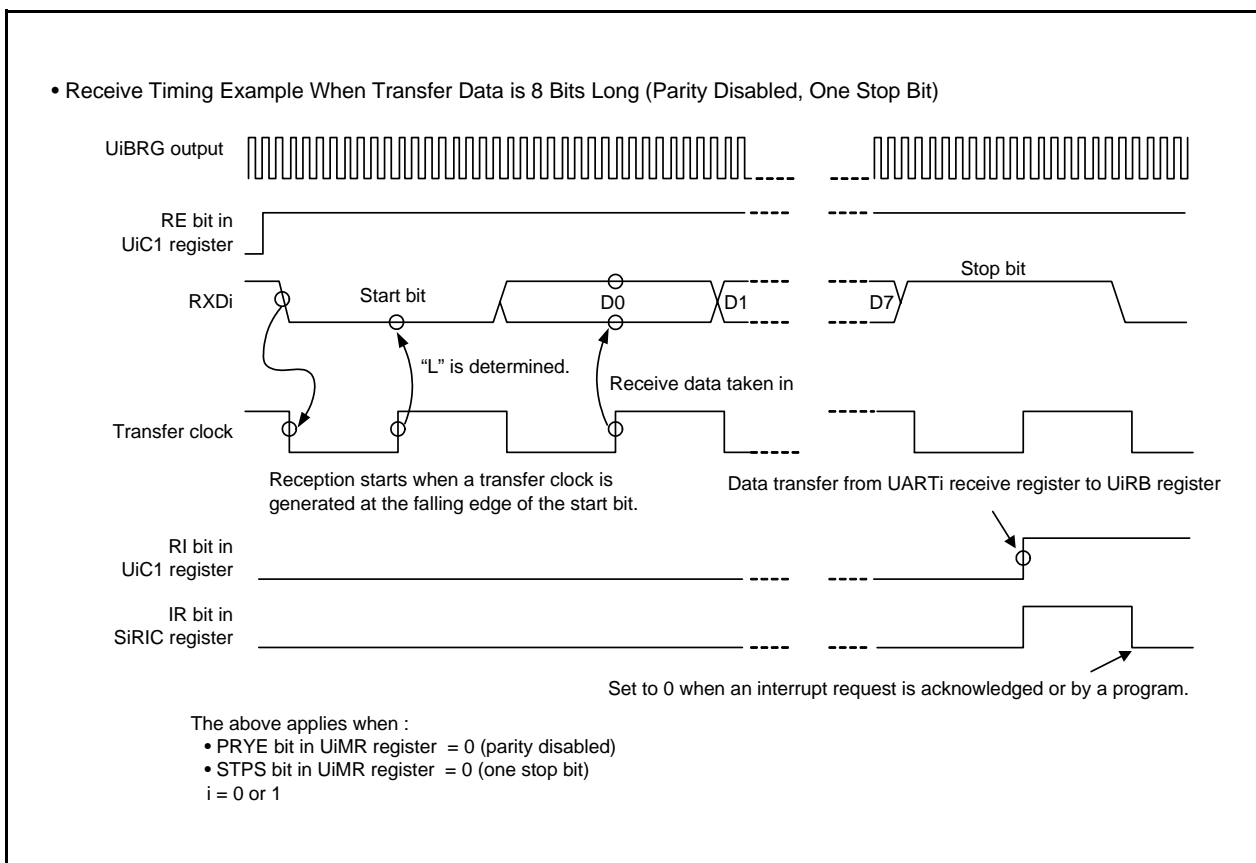 • Receive Timing Example When Transfer Data is 8 Bits Long (Parity Disabled, One Stop Bit)
UiBRG output
RE bit in
UiC1 register
RXDi
Start bit
D0
D1
D7
Stop bit
“L” is determined.
Receive data taken in
Transfer clock
Reception starts when a transfer clock is
generated at the falling edge of the start bit.
Data transfer from UARTi receive register to UiRB register
RI bit in
UiC1 register
IR bit in
SiRIC register
Set to 0 when an interrupt request is acknowledged or by a program.
The above applies when :
• PRYE bit in UiMR register = 0 (parity disabled)
• STPS bit in UiMR register = 0 (one stop bit)
i = 0 or 1